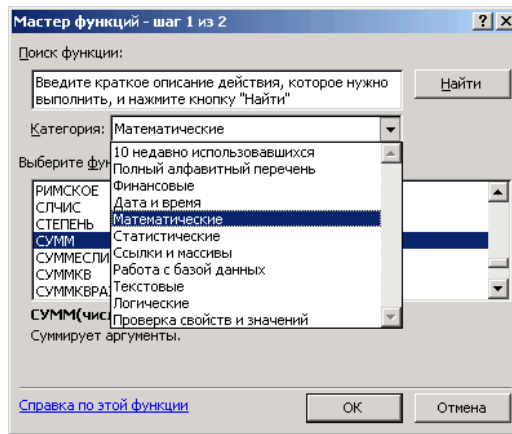 Мастер функций - шаг 1 из 2
Поиск функции:
Введите краткое описание действия, которое нужно
выполнить, и нажмите кнопку "Найти"
Найти
Категория: Математические
10 недавно использовавшихся
Полный алфавитный перечень
Финансовые
Дата и время
Математические
Статистические
Ссылки и массивы
Работа с базой данных
Текстовые
Логические
Проверка свойств и значений
Выберите фун
РИМСКОЕ
СЛЧИС
СТЕПЕНЬ
СУММ
СУММЕСЛИ
СУММКВ
СУММКВРА
СУММ(чис
Суммирует аргументы.
Справка по этой функции
ОК
Отмена